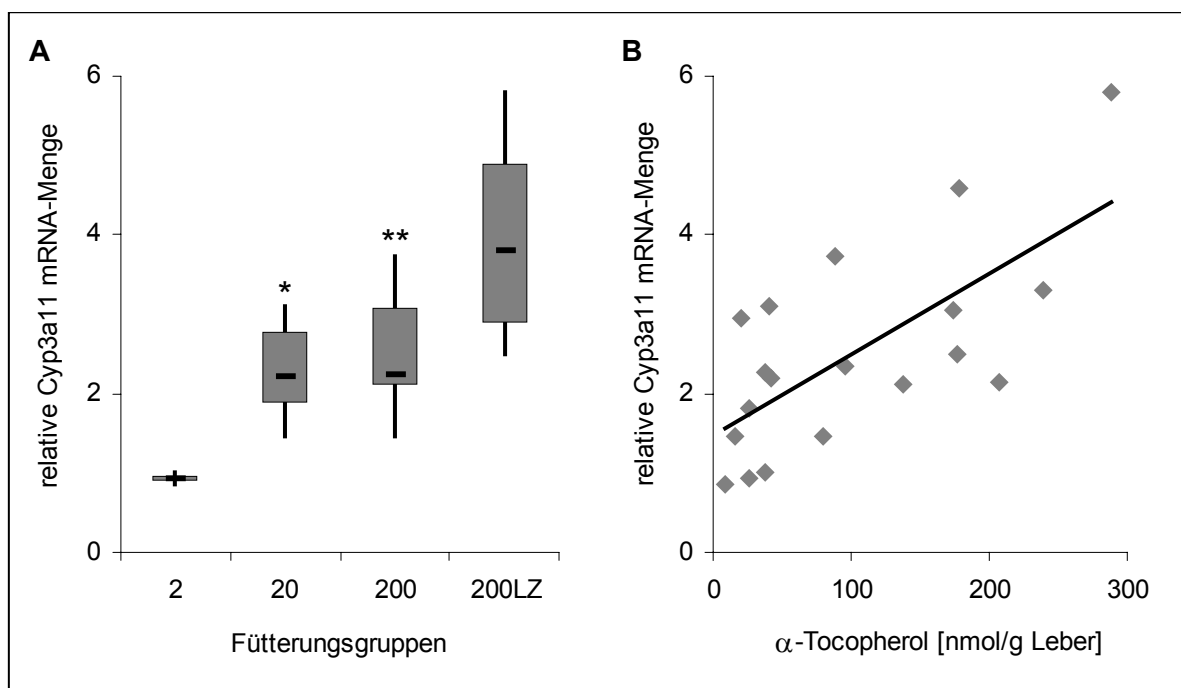 A
relative Cyp3a11 mRNA-Menge
6
4
2
0
*
**
2 20 200 200LZ
Fütterungsgruppen
B
relative Cyp3a11 mRNA-Menge
6
4
2
0
0 100 200 300
α-Tocopherol [nmol/g Leber]